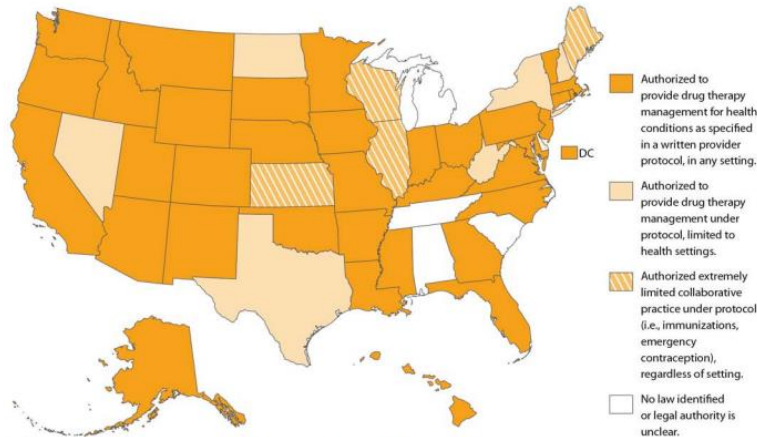 Authorized to
provide drug therapy
management for health
conditions as specified
in a written provider
protocol, in any setting.
DC
Authorized to
provide drug therapy
management under
protocol, limited to
health settings.
Authorized extremely
limited collaborative
practice under protocol
(i.e., immunizations,
emergency
contraception),
regardless of setting.
No law identified
or legal authority is
unclear.